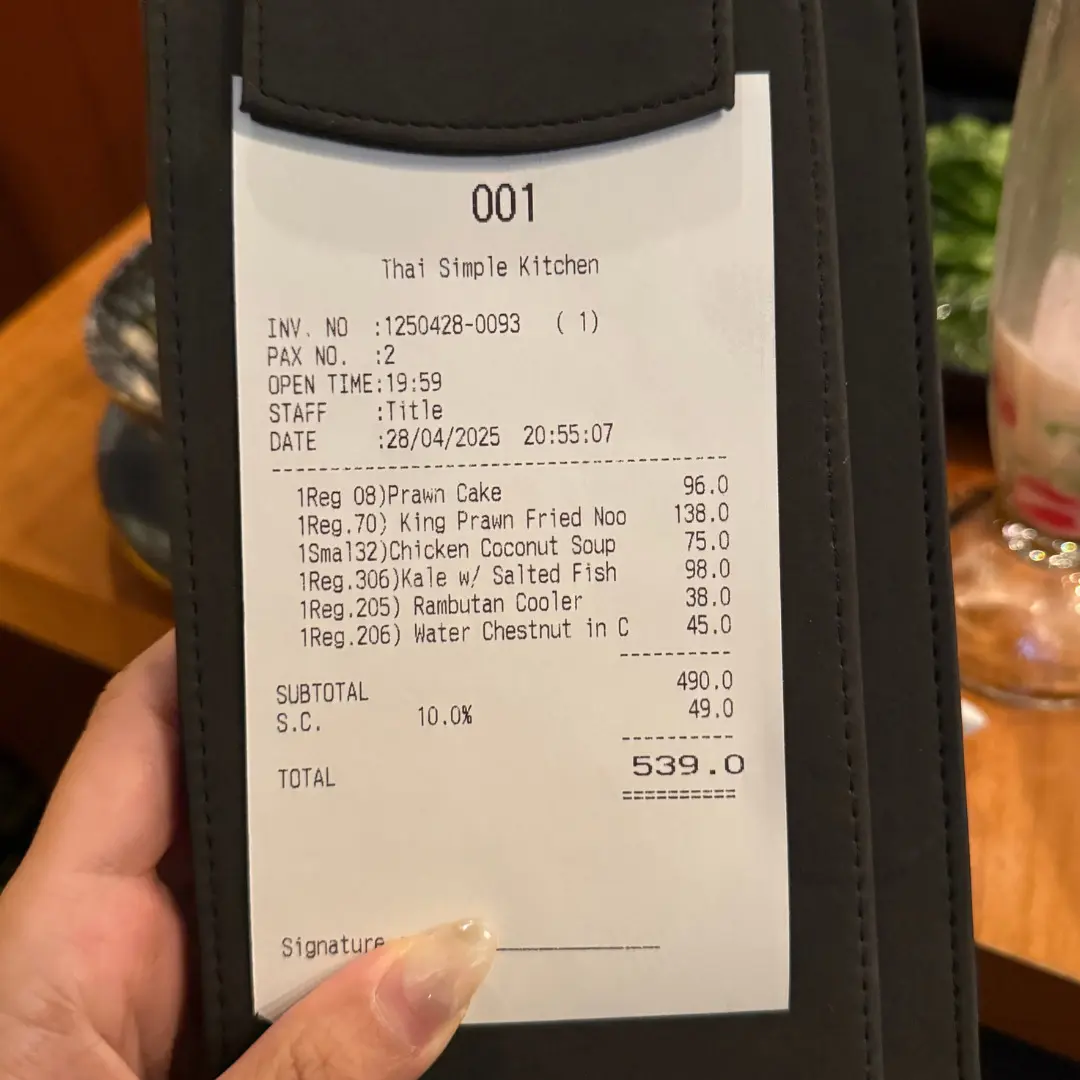 001
Thai Simple Kitchen
INV. NO :1250428-0093 ( 1)
PAX NO. :2
OPEN TIME:19:59
STAFF :Title
DATE :28/04/2025 20:55:07
1Reg 08)Prawn Cake 96.0
1Reg.70) King Prawn Fried Noo 138.0
1Smal32)Chicken Coconut Soup 75.0
1Reg.306)Kale w/ Salted Fish 98.0
1Reg.205) Rambutan Cooler 38.0
1Reg.206) Water Chestnut in C 45.0
SUBTOTAL 490.0
S.C. 10.0% 49.0
TOTAL 539.0
Signature